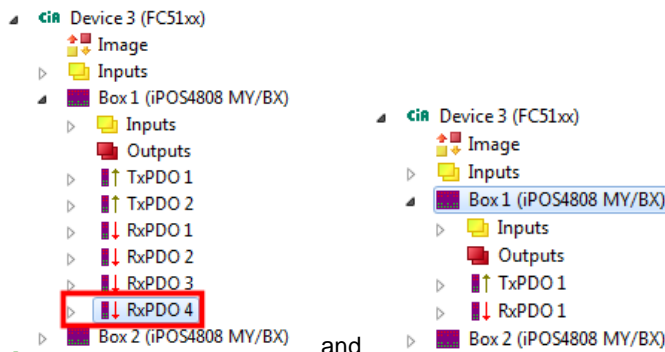 CiA Device 3 (FC51xx)
Image
Inputs
Box 1 (iPOS4808 MY/BX)
Inputs
Outputs
TxPDO 1
TxPDO 2
RxPDO 1
RxPDO 2
RxPDO 3
RxPDO 4
Box 2 (iPOS4808 MY/BX)
and
CiA Device 3 (FC51xx)
Image
Inputs
Box 1 (iPOS4808 MY/BX)
Inputs
Outputs
TxPDO 1
RxPDO 1
Box 2 (iPOS4808 MY/BX)